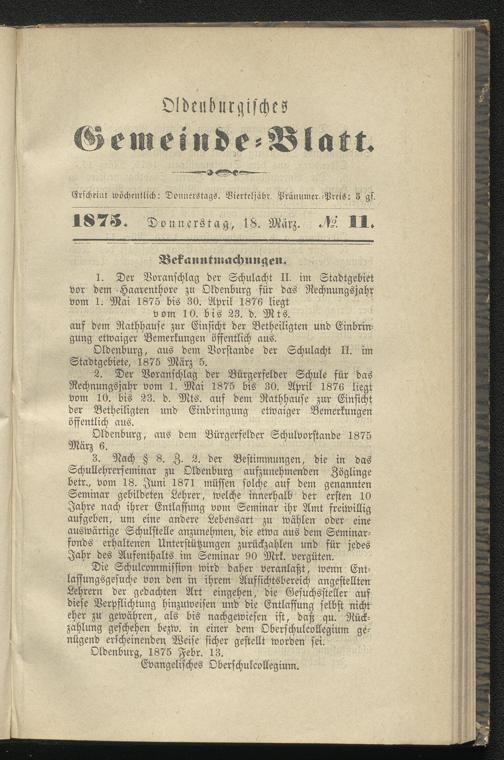 Oldenburgisches
Gemeinde-Blatt.
Erscheint wöchentlich: Donnerstags. Vierteljähr. Pränumer.-Preis: 5 gf.
1875. Donnerstag, 18. März. № 11.
Bekanntmachungen.
1. Der Voranschlag der Schulacht II. im Stadtgebiet
vor dem Haarenthore zu Oldenburg für das Rechnungsjahr
vom 1. Mai 1875 bis 30. April 1876 liegt
vom 10. bis 23. d. Mts.
auf dem Rathhause zur Einsicht der Betheiligten und Einbrin-
gung etwaiger Bemerkungen öffentlich aus.
Oldenburg, aus dem Vorstande der Schulacht II. im
Stadtgebiete, 1875 März 5.
2. Der Voranschlag der Bürgerfelder Schule für das
Rechnungsjahr vom 1. Mai 1875 bis 30. April 1876 liegt
vom 10. bis 23. d. Mts. auf dem Rathhause zur Einsicht
der Betheiligten und Einbringung etwaiger Bemerkungen
öffentlich aus.
Oldenburg, aus dem Bürgerfelder Schulvorstande 1875
März 6.
3. Nach § 8. Z. 2. der Bestimmungen, die in das
Schullehrerseminar zu Oldenburg aufzunehmenden Zöglinge
betr., vom 18. Juni 1871 müssen solche auf dem genannten
Seminar gebildeten Lehrer, welche innerhalb der ersten 10
Jahre nach ihrer Entlassung vom Seminar ihr Amt freiwillig
aufgeben, um eine andere Lebensart zu wählen oder eine
auswärtige Schulstelle anzunehmen, die etwa aus dem Seminar-
fonds erhaltenen Unterstützungen zurückzahlen und für jedes
Jahr des Aufenthalts im Seminar 90 Mrk. vergüten.
Die Schulcommission wird daher veranlaßt, wenn Ent-
lassungsgesuche von den in ihrem Aufsichtsbereich angestellten
Lehrern der gedachten Art eingehen, die Gesuchsteller auf
diese Verpflichtung hinzuweisen und die Entlassung selbst nicht
eher zu gewähren, als bis nachgewiesen ist, daß qu. Rück-
zahlung geschehen bezw. in einer dem Oberschulcollegium ge-
nügend erscheinenden Weise sicher gestellt worden sei.
Oldenburg, 1875 Febr. 13.
Evangelisches Oberschulcollegium.